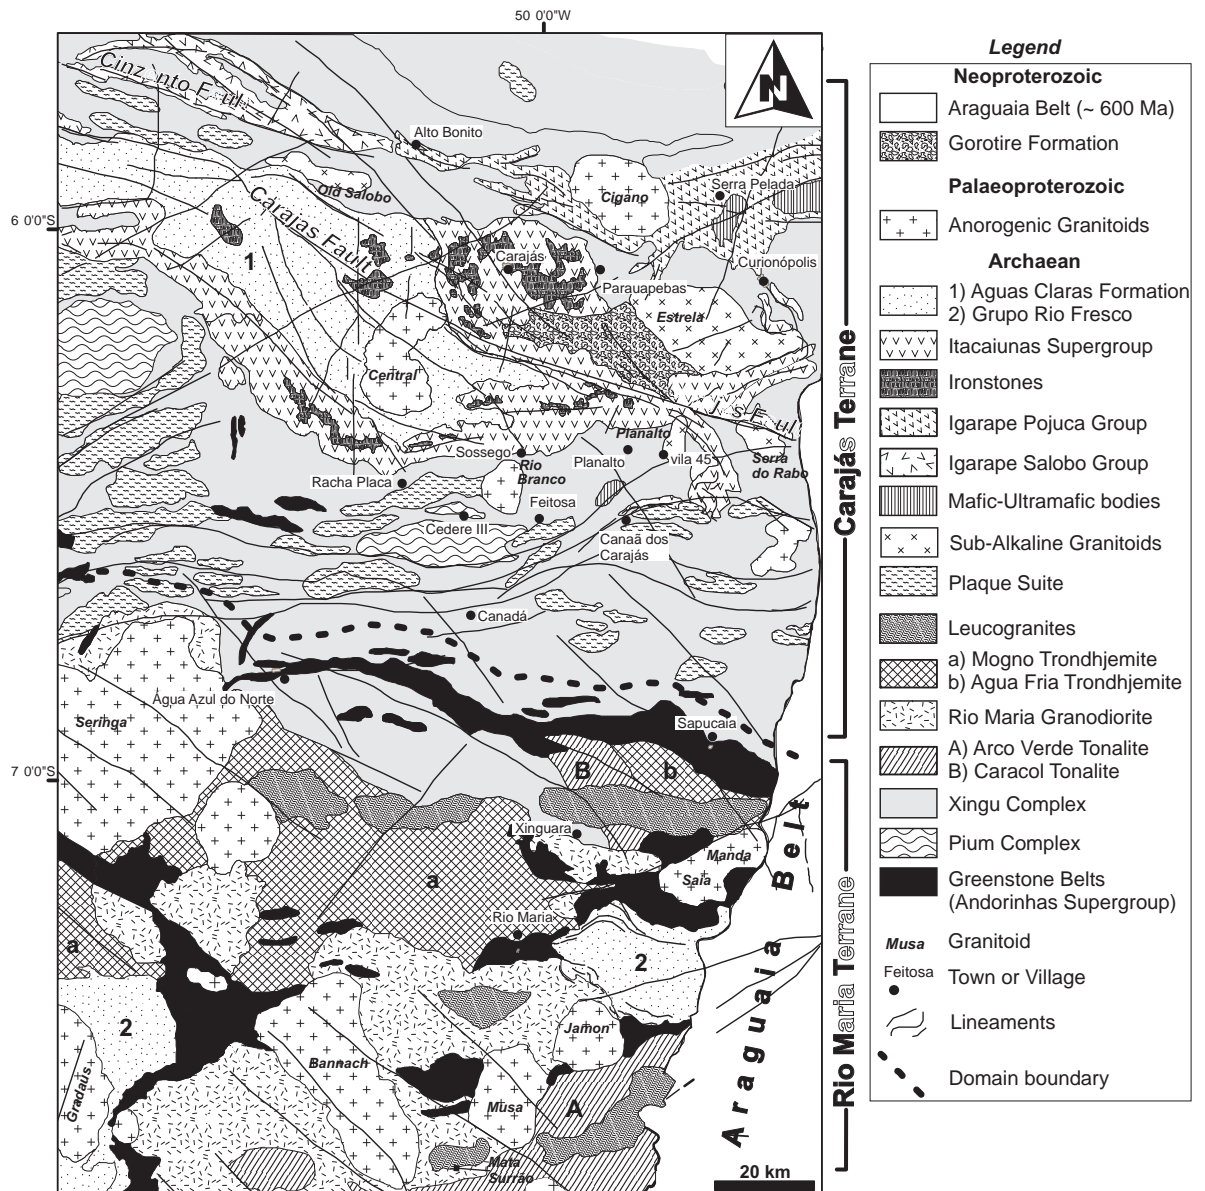 50 0'0"W
Cinz nto F ul
N
Alto Bonito
Cigano
Serra Pelada
Old Salobo
6 0'0"S
Carajas Fault
1
Carajás
Curionópolis
Parauapebas
Estrela
Central
Planalto
Sossego
Planalto
vila 45
Rio
Branco
Serra
do Rabo
Racha Placa
Feitosa
Cedere III
Canaã dos
Carajás
Canadá
Água Azul do Norte
Seringa
Sapucaia
7 0'0"S
B
b
Xinguara
Manda
Saia
a
Rio Maria
a
2
2
Jamon
Bannach
Gradaús
Musa
A
Mata
Surrão
Araguaia Belt
20 km
Carajás Terrane
Rio Maria Terrane
Legend
Neoproterozoic
Araguaia Belt (~ 600 Ma)
Gorotire Formation
Palaeoproterozoic
Anorogenic Granitoids
Archaean
1) Aguas Claras Formation
2) Grupo Rio Fresco
Itacaiunas Supergroup
Ironstones
Igarape Pojuca Group
Igarape Salobo Group
Mafic-Ultramafic bodies
Sub-Alkaline Granitoids
Plaque Suite
Leucogranites
a) Mogno Trondhjemite
b) Agua Fria Trondhjemite
Rio Maria Granodiorite
A) Arco Verde Tonalite
B) Caracol Tonalite
Xingu Complex
Pium Complex
Greenstone Belts
(Andorinhas Supergroup)
Musa Granitoid
Feitosa Town or Village
Lineaments
Domain boundary